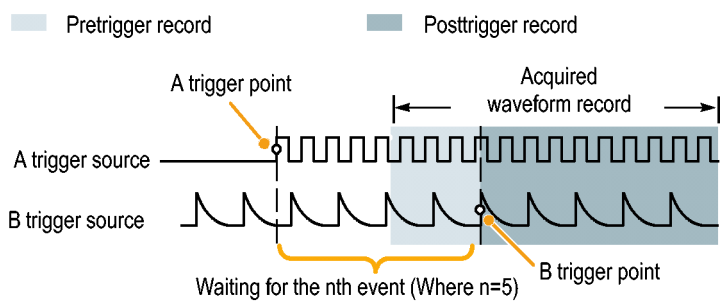 Pretrigger record
Posttrigger record
A trigger point
Acquired
waveform record
A trigger source
B trigger source
B trigger point
Waiting for the nth event (Where n=5)